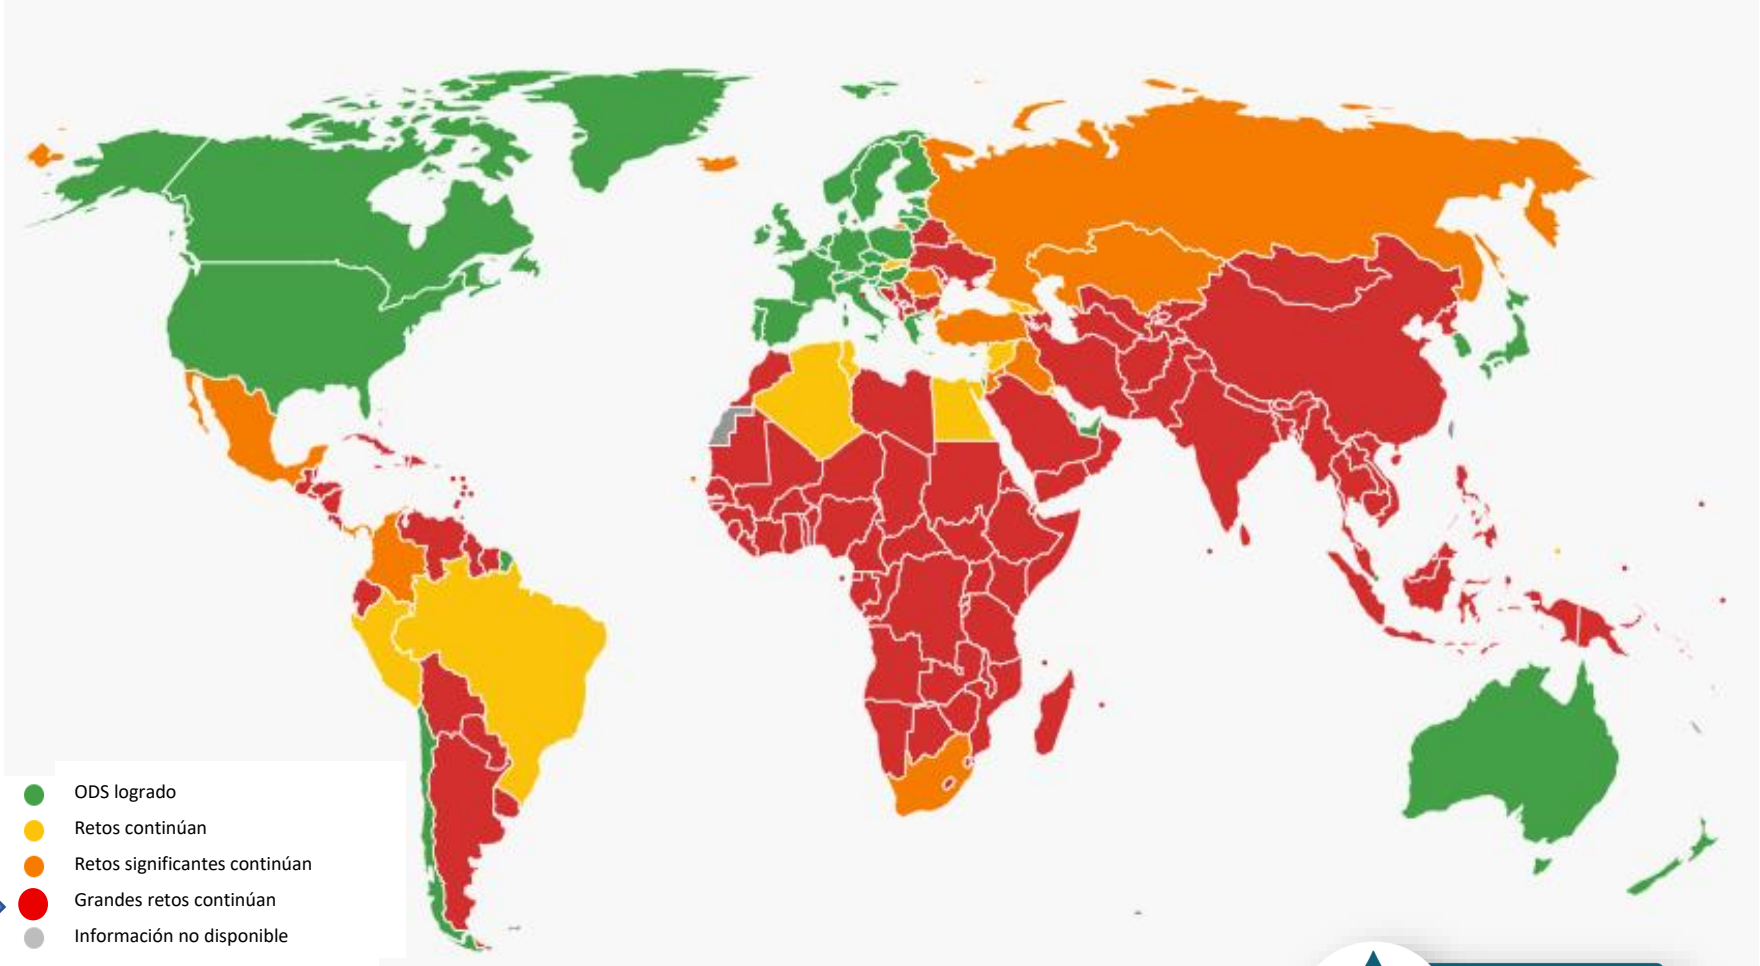 ODS logrado
Retos continúan
Retos significantes continúan
Grandes retos continúan
Información no disponible